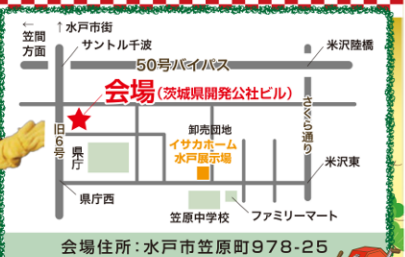 ←
笠間
方面
↑水戸市街
サントル千波
米沢陸橋
50号バイパス
会場(茨城県開発公社ビル)
旧6号
県庁
卸売団地
イサカホーム
水戸展示場
さくら通り
米沢東
県庁西
笠原中学校
ファミリーマート
会場住所:水戸市笠原町978-25